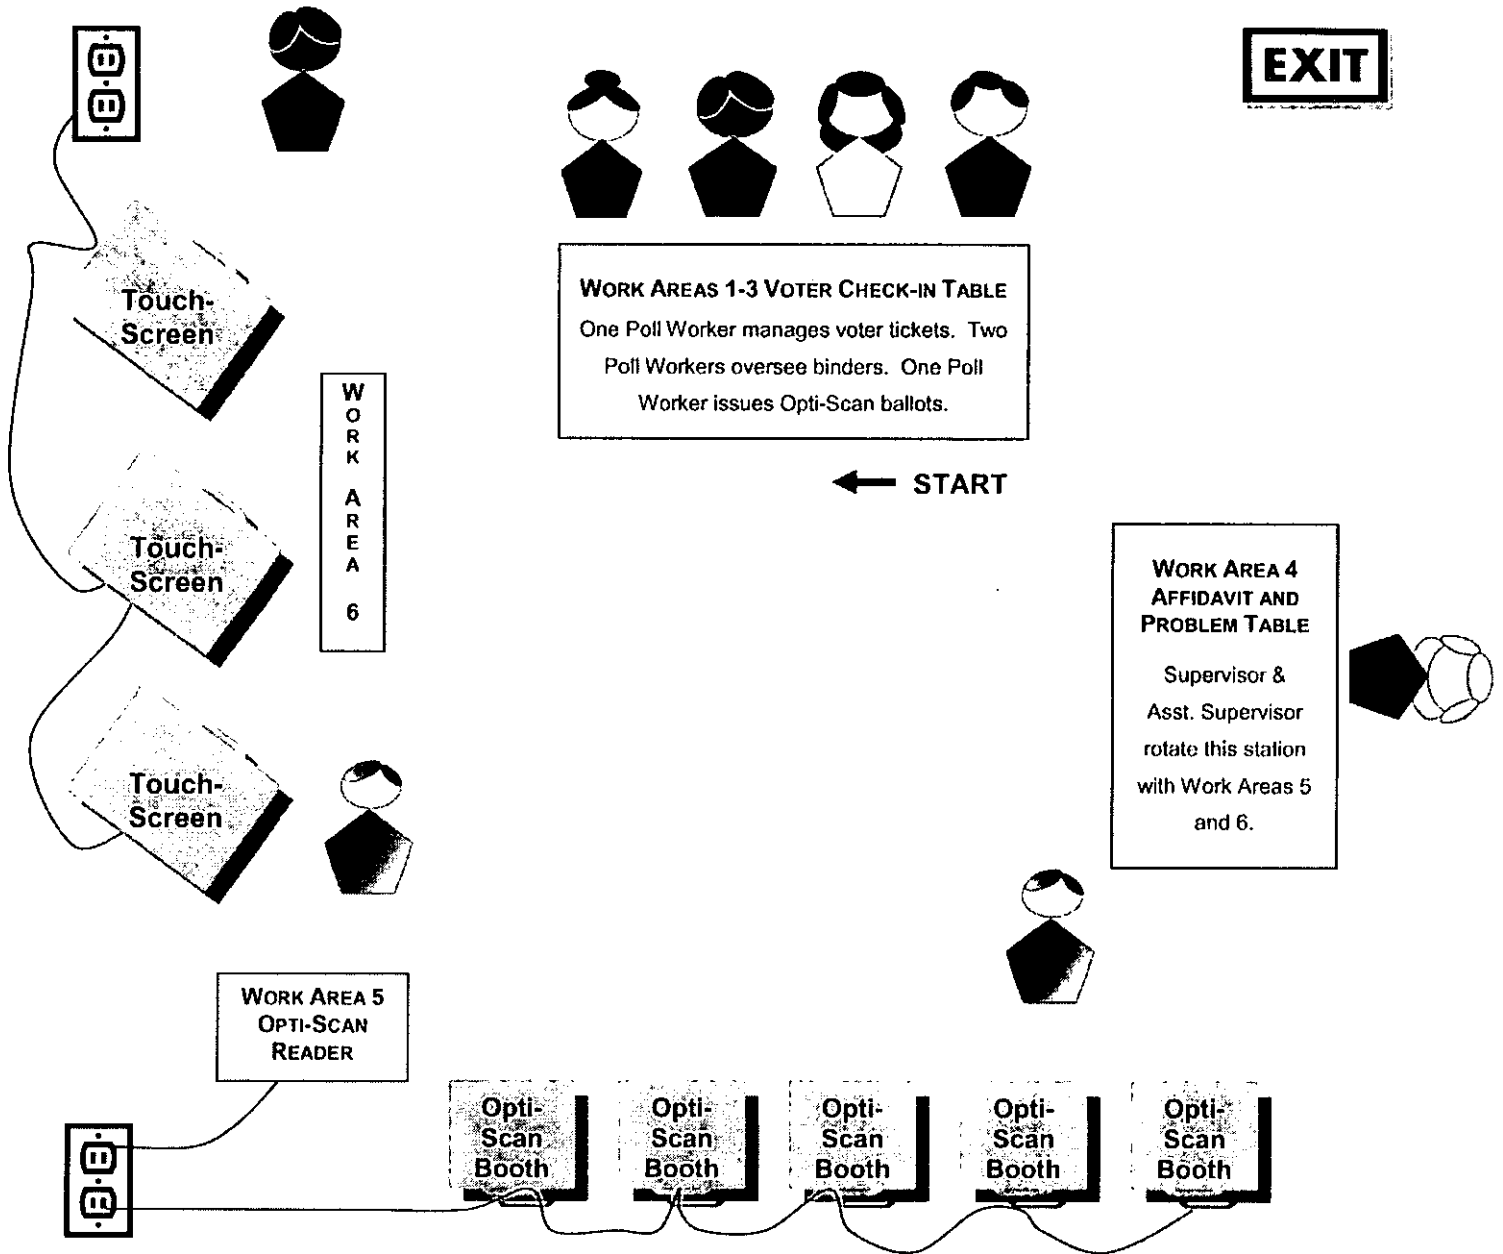 EXIT
WORK AREAS 1-3 VOTER CHECK-IN TABLE
One Poll Worker manages voter tickets. Two
Poll Workers oversee binders. One Poll
Worker issues Opti-Scan ballots.
START
Touch-
Screen
Touch-
Screen
Touch-
Screen
WORK AREA 6
WORK AREA 4
AFFIDAVIT AND
PROBLEM TABLE
Supervisor &
Asst. Supervisor
rotate this station
with Work Areas 5
and 6.
WORK AREA 5
OPTI-SCAN
READER
Opti-
Scan
Booth
Opti-
Scan
Booth
Opti-
Scan
Booth
Opti-
Scan
Booth
Opti-
Scan
Booth